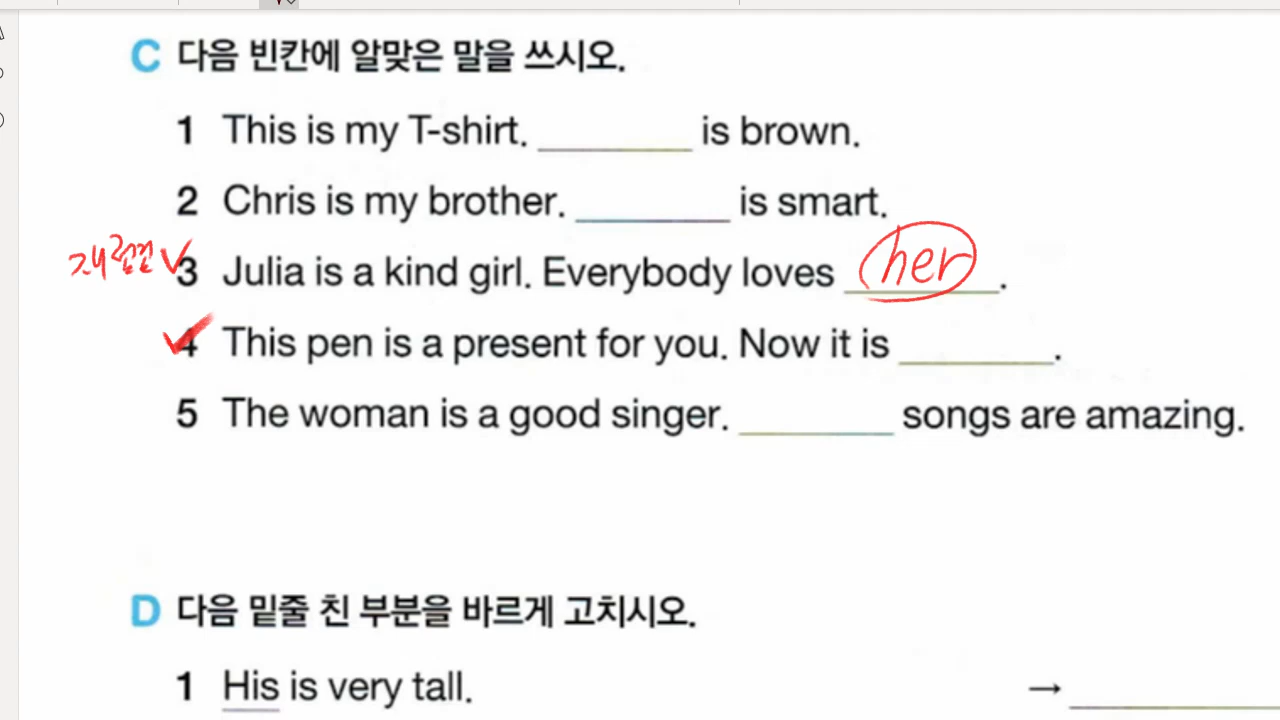 C 다음 빈칸에 알맞은 말을 쓰시오.
1 This is my T-shirt. ________ is brown.
2 Chris is my brother. ________ is smart.
3 Julia is a kind girl. Everybody loves her.
4 This pen is a present for you. Now it is ________.
5 The woman is a good singer. ________ songs are amazing.
D 다음 밑줄 친 부분을 바르게 고치시오.
1 His is very tall. → ________